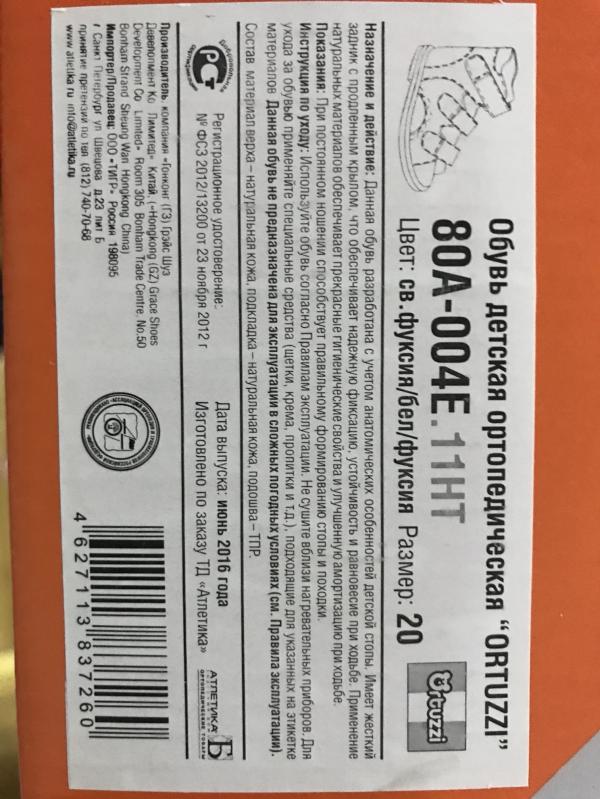 Обувь детская ортопедическая "ORTUZZI"
80A-004E.11HT
Цвет: св.фуксия/бел/фуксия Размер: 20
Ortuzzi
Назначение и действие: Данная обувь разработана с учетом анатомических особенностей детской стопы. Имеет жесткий
задник с продленным крылом, что обеспечивает надежную фиксацию, устойчивость и равновесие при ходьбе. Применение
натуральных материалов обеспечивает прекрасные гигиенические свойства и улучшенную амортизацию при ходьбе.
Показания: При постоянном ношении способствует правильному формированию стопы и походки.
Инструкция по уходу: Используйте обувь согласно Правилам эксплуатации. Не сушите вблизи нагревательных приборов. Для
ухода за обувью применяйте специальные средства (щетки, крема, пропитки и т.д.), подходящие для указанных на этикетке
материалов Данная обувь не предназначена для эксплуатации в сложных погодных условиях (см. Правила эксплуатации).
Состав материал верха – натуральная кожа, подкладка – натуральная кожа, подошва – ТПР.
Добровольная
РСТ
Регистрационное удостоверение:
№ ФСЗ 2012/13200 от 23 ноября 2012 г
Дата выпуска: июнь 2016 года
Изготовлено по заказу ТД «Атлетика»
АТЛЕТИКА
ОРТОПЕДИЧЕСКИЕ ТОВАРЫ
Производитель: компания «Гонконг (ГЗ) Грэйс Шуз
Девелопмент Ко Лимитед» Китай, («Hongkong (GZ) Grace Shoes
Development Co Limited» Room 305 Bonham Trade Centre, No.50
Bonham Strand Sheung Wan Hongkong China)
Импортер/Продавец: ООО «ТИГР» Россия 198095
г Санкт Петербург ул Швецова д.23 лит Б
принятие претензий по тел (812) 740-70-68
www atletika ru info@atletika.ru
4 627113 837260